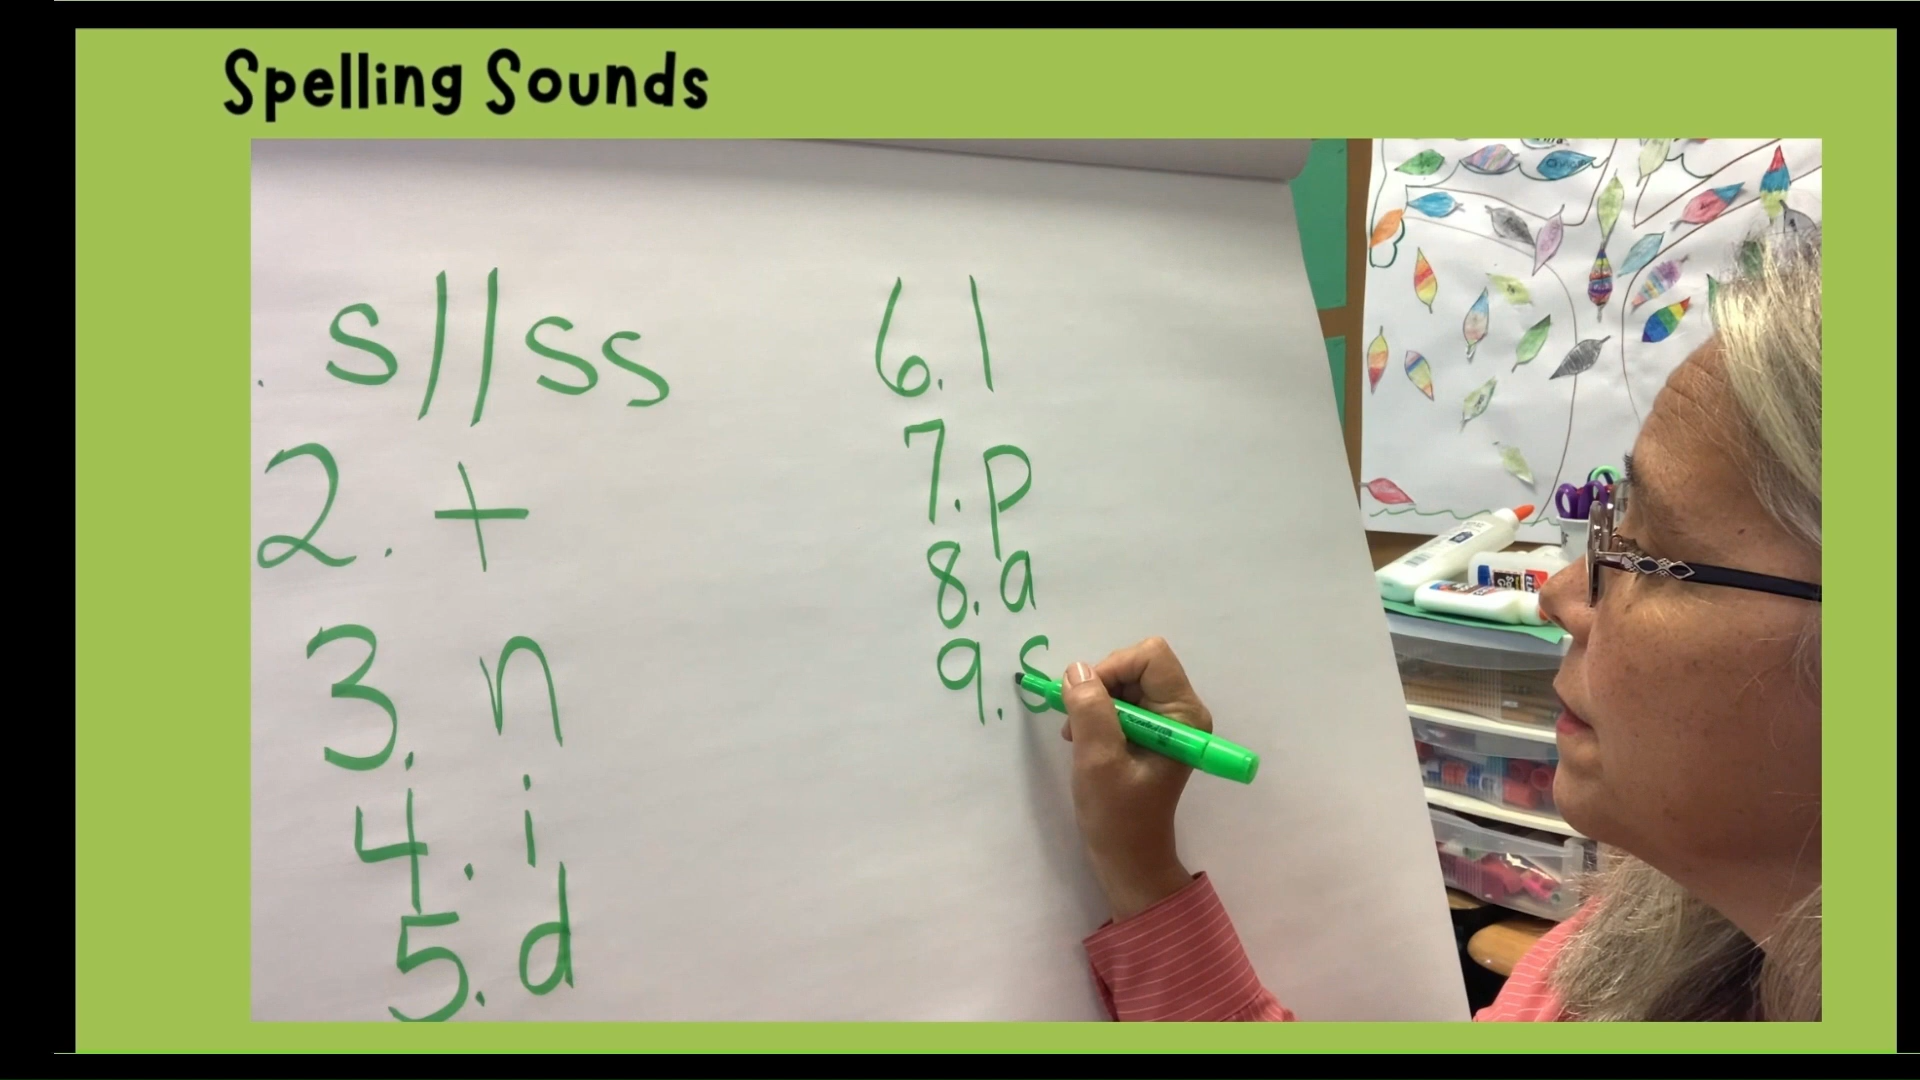 Spelling Sounds
. s//ss
2. t
3. n
4. i
5. d
6. l
7. p
8. a
9. s